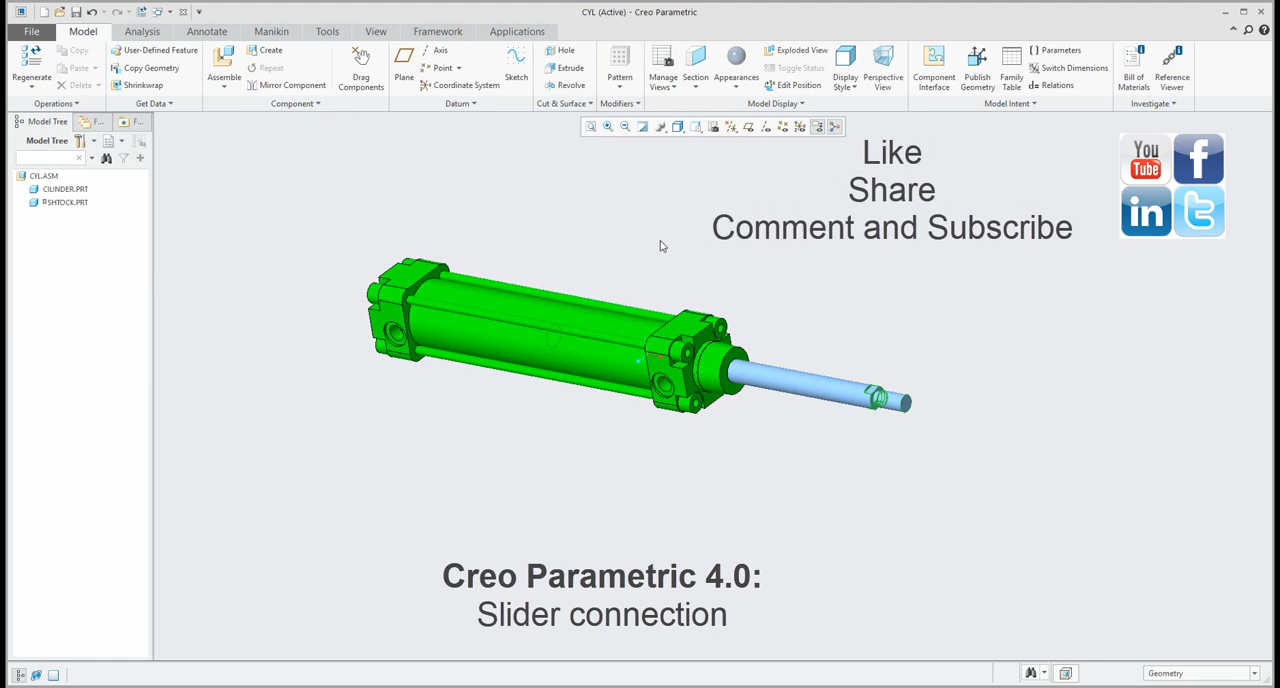 CYL (Active) - Creo Parametric
File Model Analysis Annotate Manikin Tools View Framework Applications
Regenerate
Copy
Paste
Delete
Operations
User-Defined Feature
Copy Geometry
Shrinkwrap
Get Data
Assemble
Create
Repeat
Mirror Component
Drag
Components
Component
Plane
Axis
Point
Coordinate System
Sketch
Datum
Hole
Extrude
Revolve
Cut & Surface
Pattern
Modifiers
Manage
Views
Section
Appearances
Exploded View
Toggle Status
Edit Position
Display
Style
Perspective
View
Model Display
Component
Interface
Publish
Geometry
Family
Table
Parameters
Switch Dimensions
Relations
Model Intent
Bill of
Materials
Reference
Viewer
Investigate
Model Tree F... F...
Model Tree
CYL.ASM
CILINDER.PRT
SHTOCK.PRT
Like
Share
Comment and Subscribe
You
Tube
f
in
t
Creo Parametric 4.0:
Slider connection
Geometry